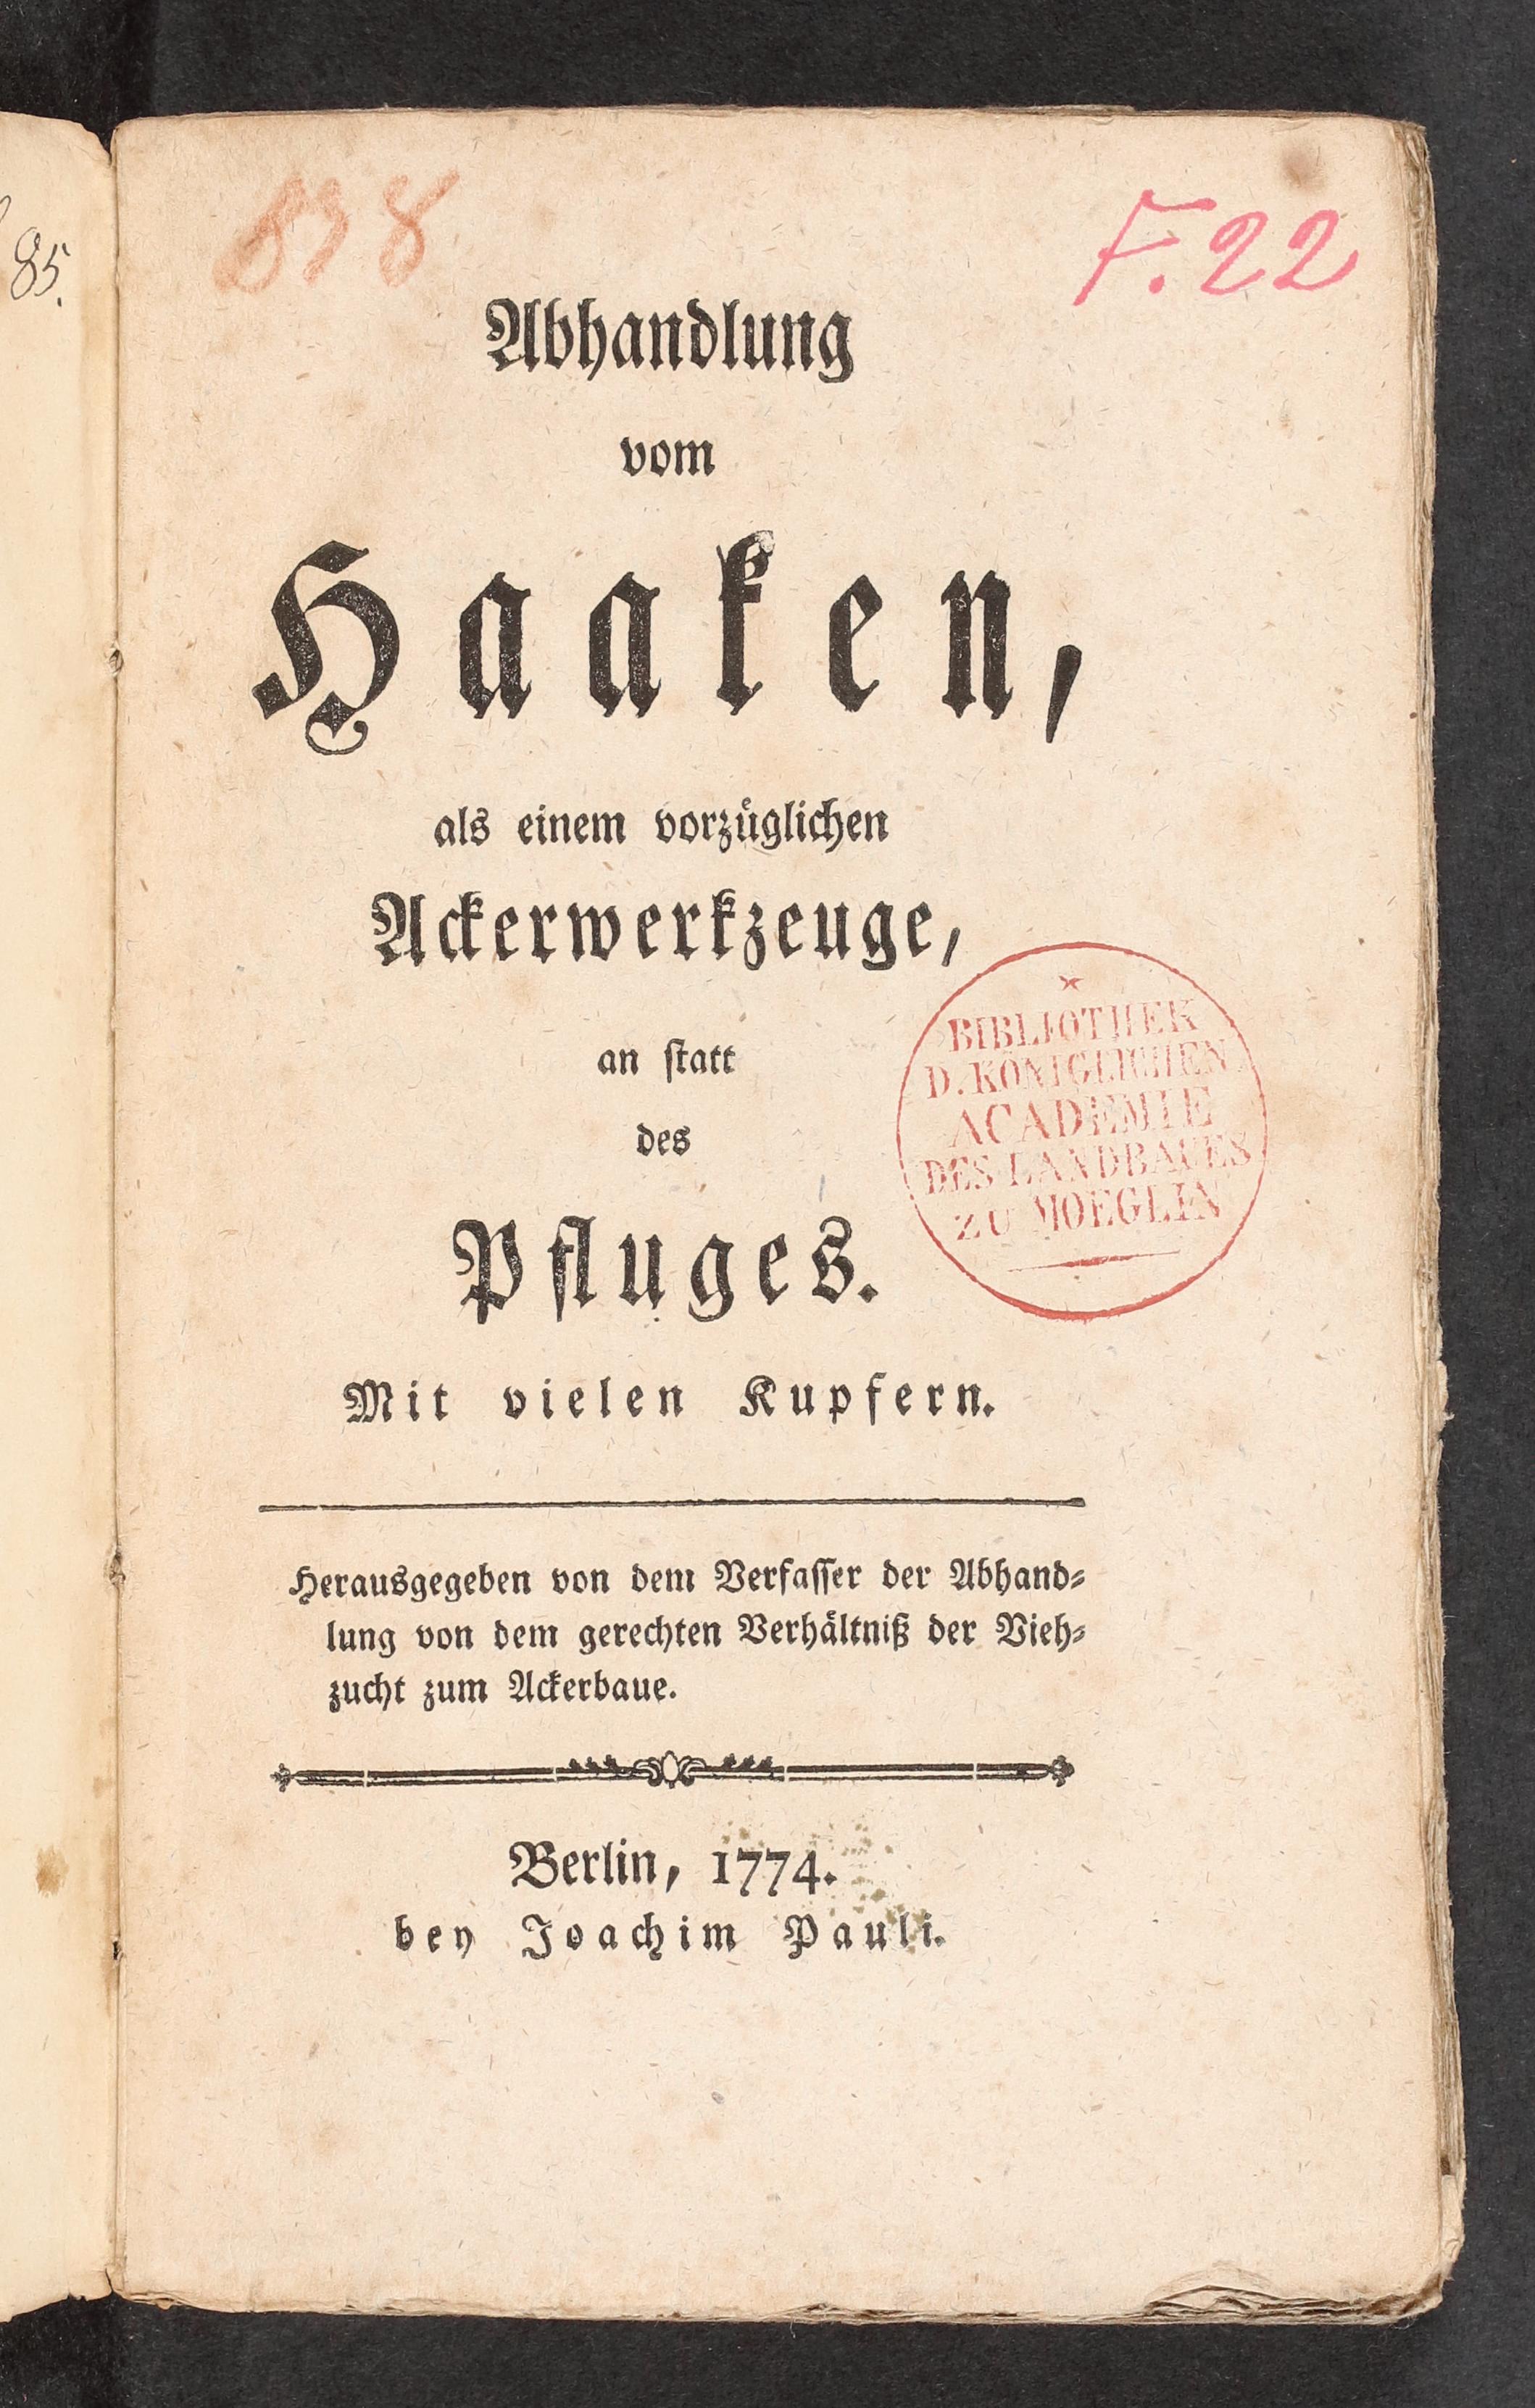 85.
898
F. 22
Abhandlung
vom
Haaken,
als einem vorzüglichen
Ackerwerkzeuge,
an statt
des
Pfluges.
Mit vielen Kupfern.
BIBLIOTHEK
D. KÖNIGLICHEN
ACADEMIE
DES LANDBAUES
ZU MOEGLIN
Herausgegeben von dem Verfasser der Abhand-
lung von dem gerechten Verhältniß der Vieh-
zucht zum Ackerbaue.
Berlin, 1774.
bey Joachim Pauli.